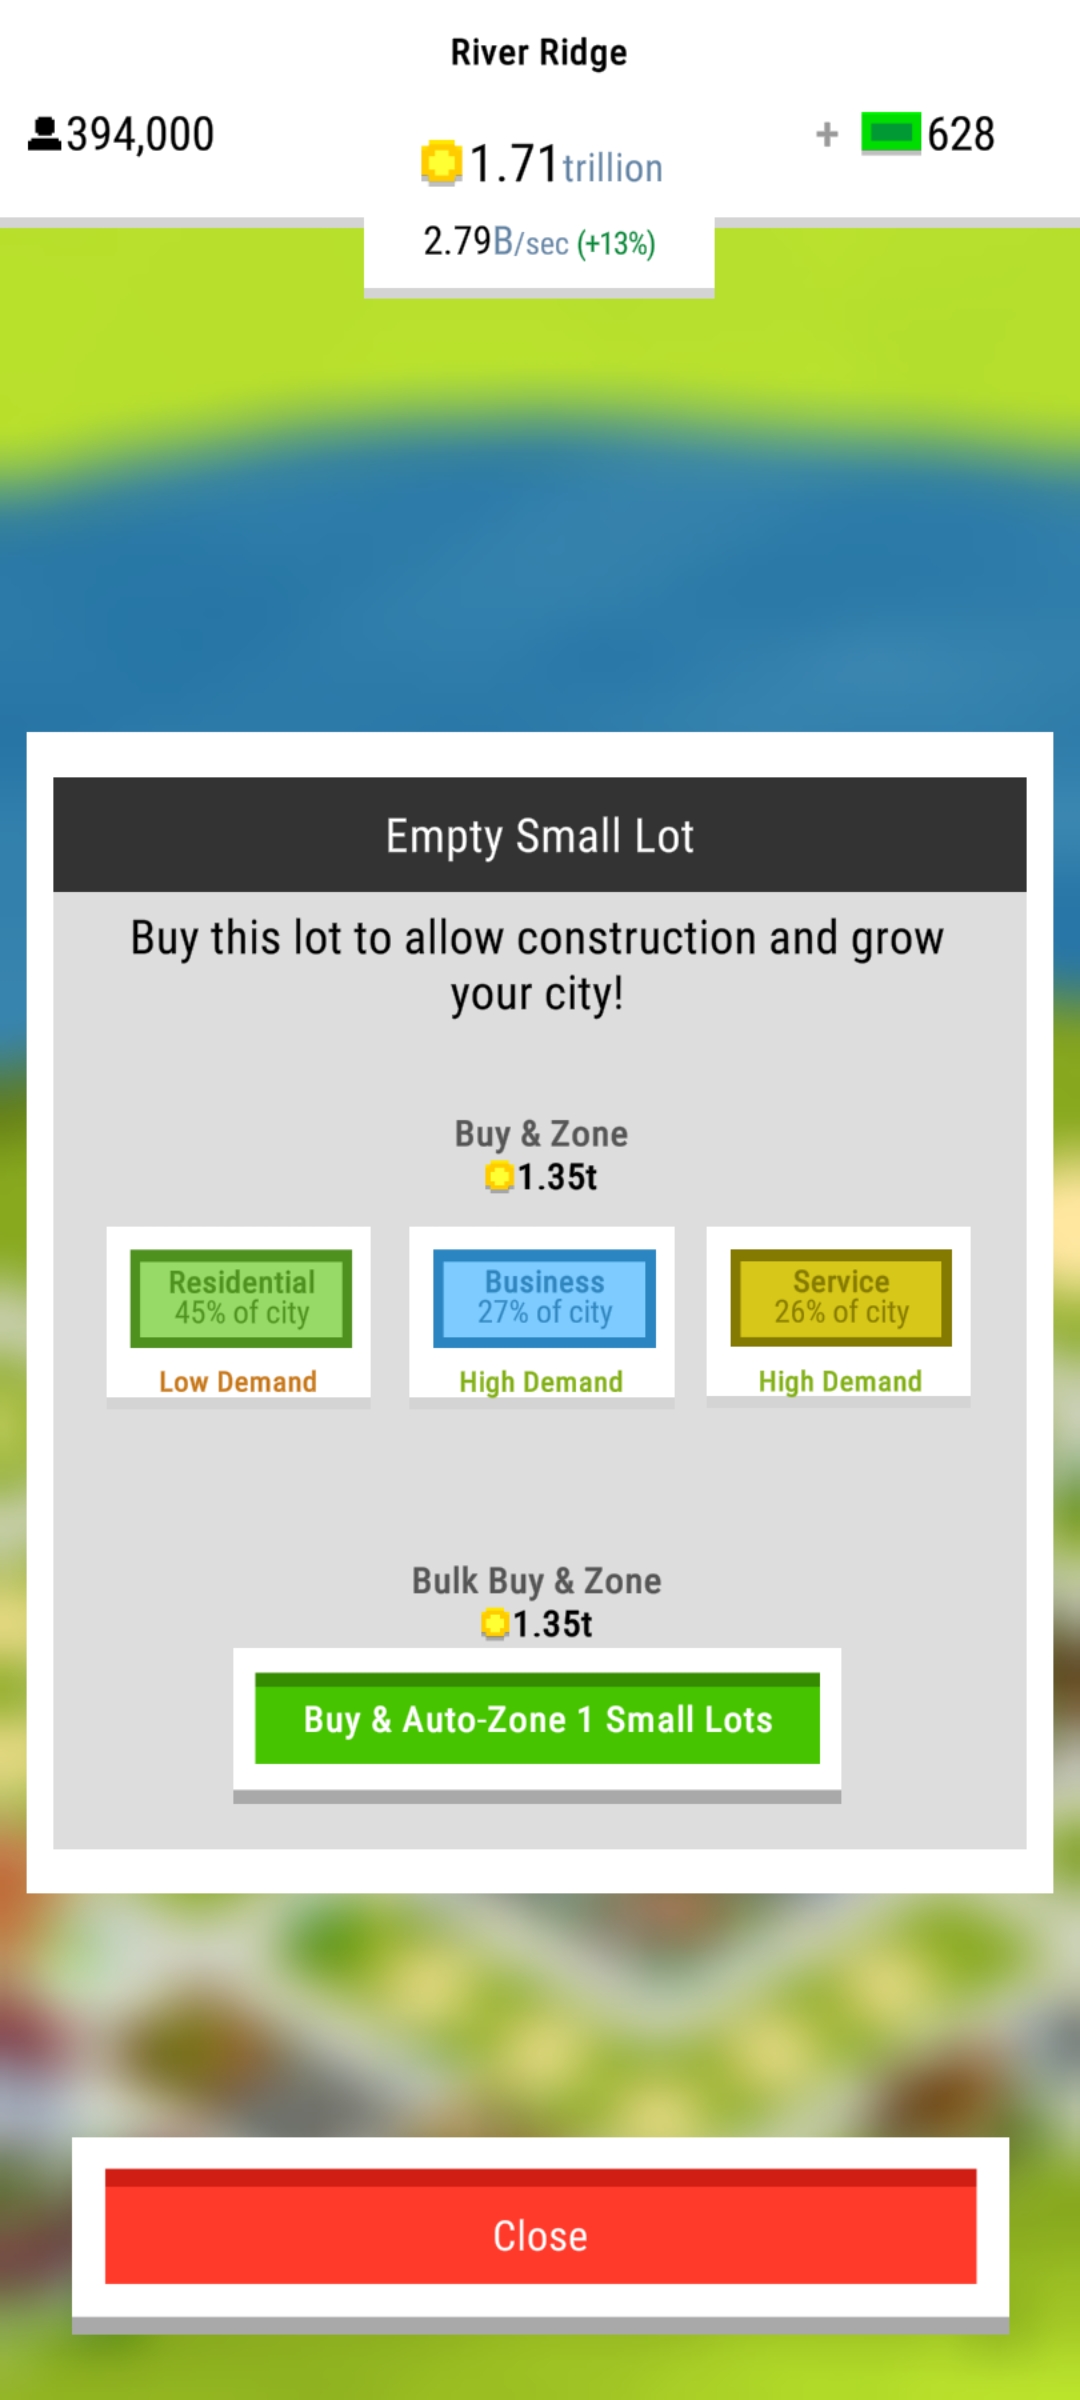 River Ridge
394,000
1.71trillion
+ 628
2.79B/sec (+13%)
Empty Small Lot
Buy this lot to allow construction and grow
your city!
Buy & Zone
1.35t
Residential
45% of city
Low Demand
Business
27% of city
High Demand
Service
26% of city
High Demand
Bulk Buy & Zone
1.35t
Buy & Auto-Zone 1 Small Lots
Close